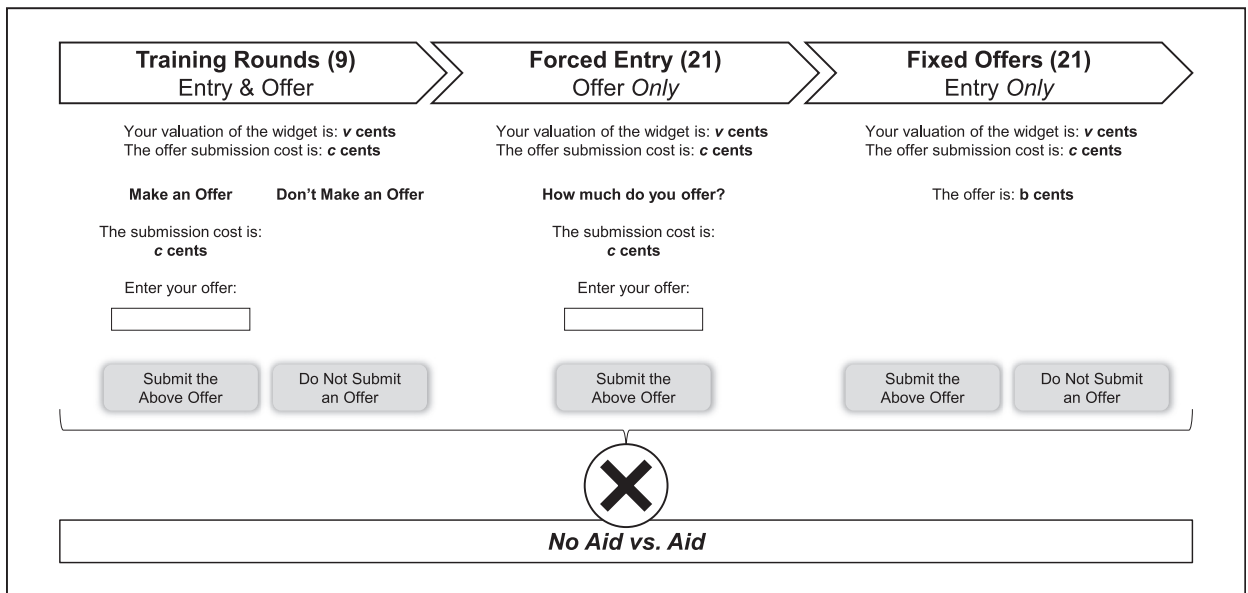 Training Rounds (9)
Entry & Offer
Your valuation of the widget is: v cents
The offer submission cost is: c cents
Make an Offer
Don't Make an Offer
The submission cost is:
c cents
Enter your offer:
Submit the
Above Offer
Do Not Submit
an Offer
Forced Entry (21)
Offer Only
Your valuation of the widget is: v cents
The offer submission cost is: c cents
How much do you offer?
The submission cost is:
c cents
Enter your offer:
Submit the
Above Offer
Fixed Offers (21)
Entry Only
Your valuation of the widget is: v cents
The offer submission cost is: c cents
The offer is: b cents
Submit the
Above Offer
Do Not Submit
an Offer
No Aid vs. Aid